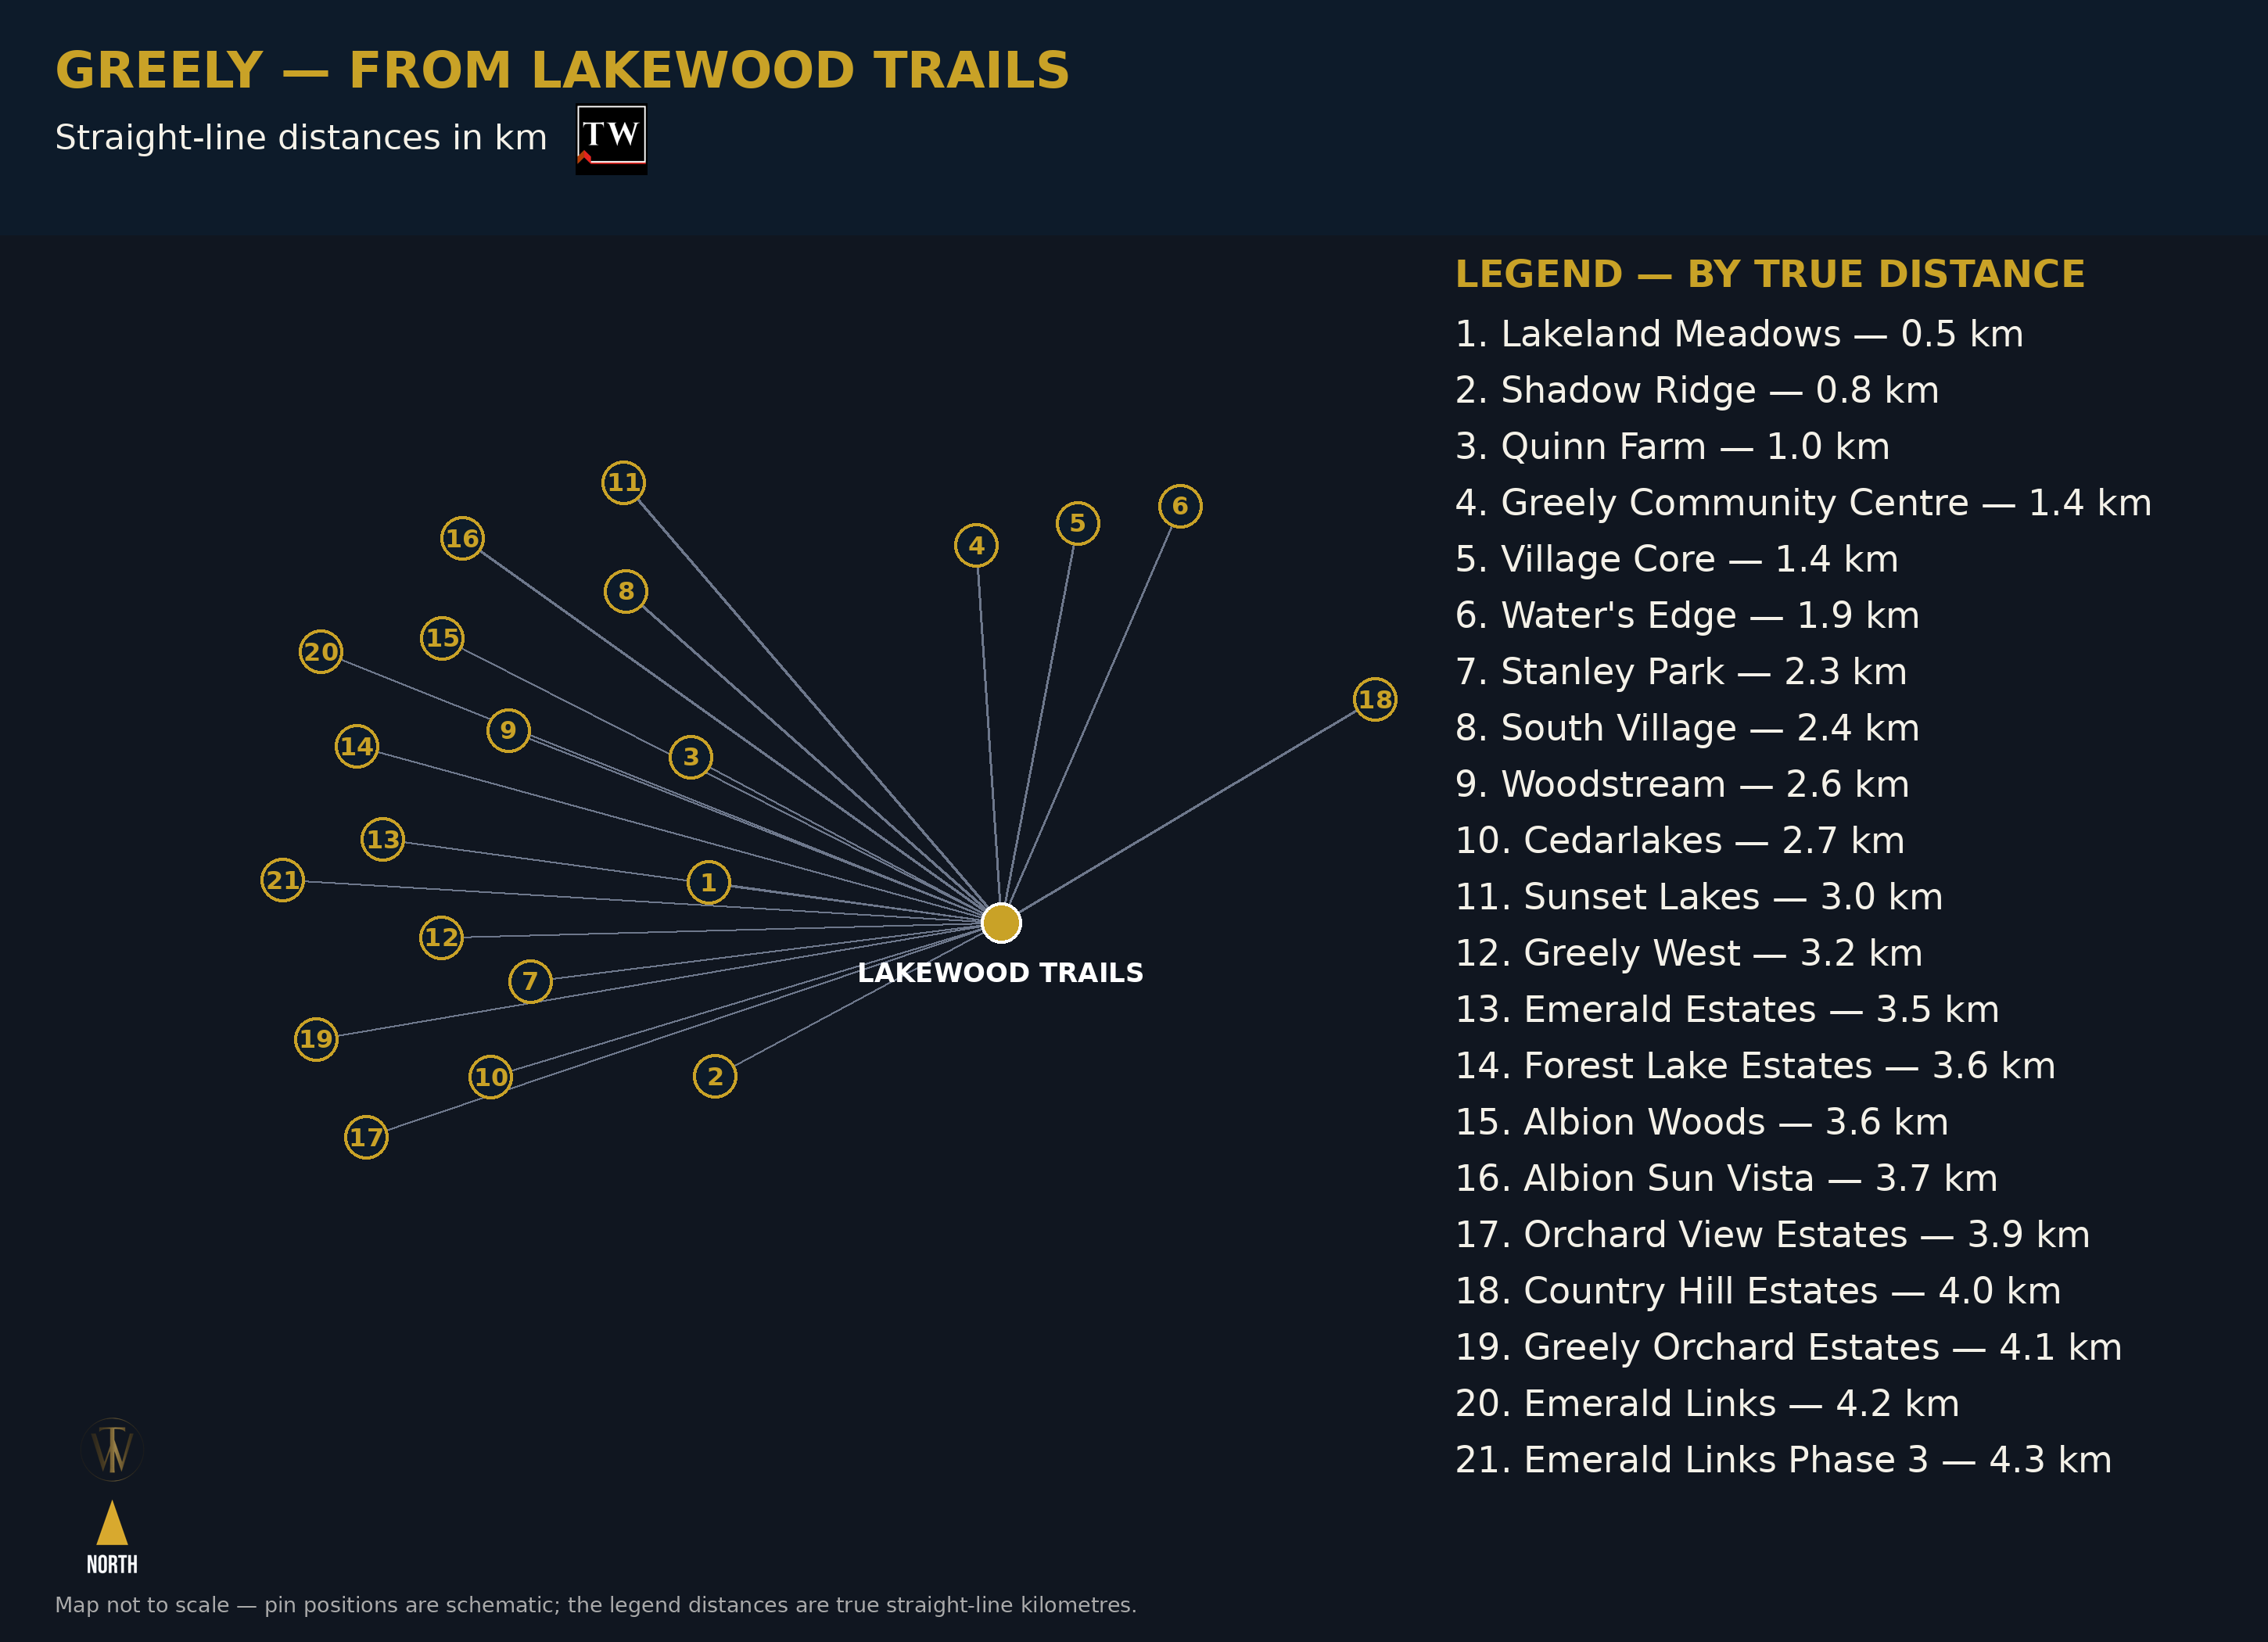 GREELY — FROM LAKEWOOD TRAILS
Straight-line distances in km
TW
LEGEND — BY TRUE DISTANCE
1. Lakeland Meadows — 0.5 km
2. Shadow Ridge — 0.8 km
3. Quinn Farm — 1.0 km
4. Greely Community Centre — 1.4 km
5. Village Core — 1.4 km
6. Water's Edge — 1.9 km
7. Stanley Park — 2.3 km
8. South Village — 2.4 km
9. Woodstream — 2.6 km
10. Cedarlakes — 2.7 km
11. Sunset Lakes — 3.0 km
12. Greely West — 3.2 km
13. Emerald Estates — 3.5 km
14. Forest Lake Estates — 3.6 km
15. Albion Woods — 3.6 km
16. Albion Sun Vista — 3.7 km
17. Orchard View Estates — 3.9 km
18. Country Hill Estates — 4.0 km
19. Greely Orchard Estates — 4.1 km
20. Emerald Links — 4.2 km
21. Emerald Links Phase 3 — 4.3 km
11
6
5
16
4
8
15
20
18
9
14
3
13
21
1
12
LAKEWOOD TRAILS
7
19
10
2
17
TW
NORTH
Map not to scale — pin positions are schematic; the legend distances are true straight-line kilometres.